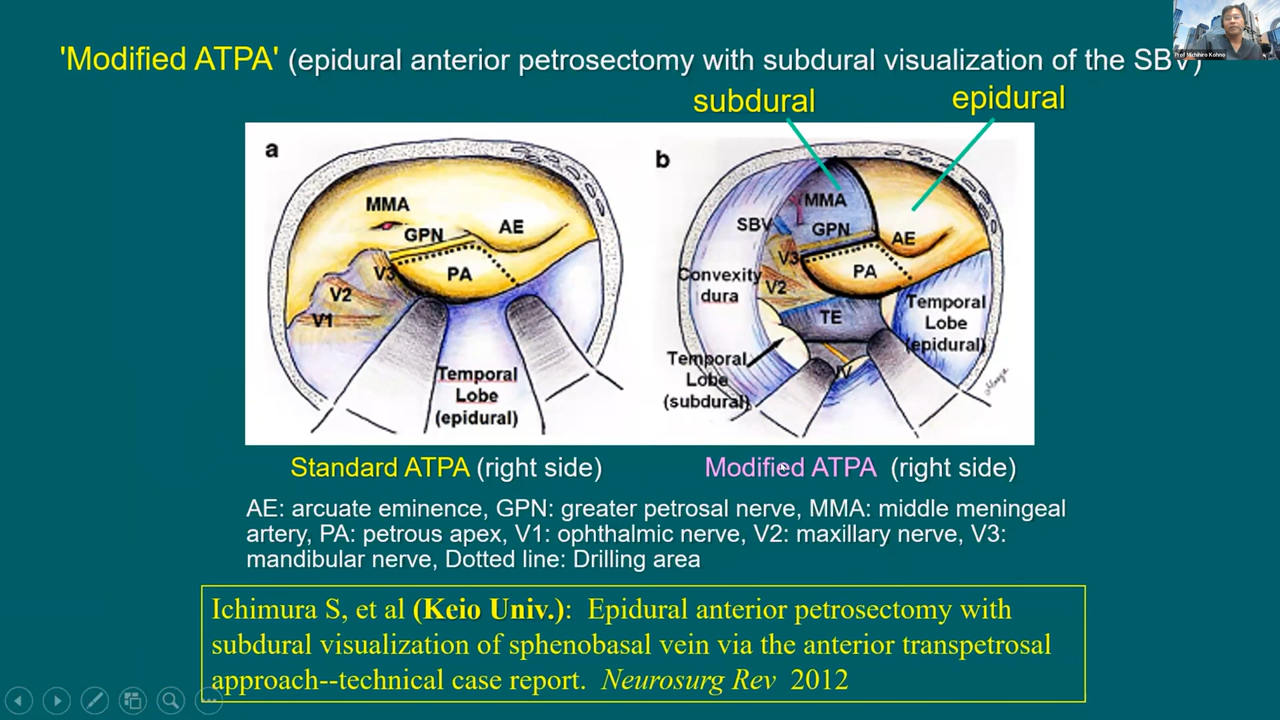 'Modified ATPA' (epidural anterior petrosectomy with subdural visualization of the SBV)
Prof Michihiro Kohno
subdural
epidural
a
MMA
GPN
AE
V3
PA
V2
V1
Temporal
Lobe
(epidural)
b
MMA
SBV
GPN
AE
V3
PA
Convexity
dura
V2
TE
Temporal
Lobe
(epidural)
Temporal
Lobe
(subdural)
IV
Standard ATPA (right side)
Modified ATPA (right side)
AE: arcuate eminence, GPN: greater petrosal nerve, MMA: middle meningeal
artery, PA: petrous apex, V1: ophthalmic nerve, V2: maxillary nerve, V3:
mandibular nerve, Dotted line: Drilling area
Ichimura S, et al (Keio Univ.): Epidural anterior petrosectomy with
subdural visualization of sphenobasal vein via the anterior transpetrosal
approach--technical case report. Neurosurg Rev 2012